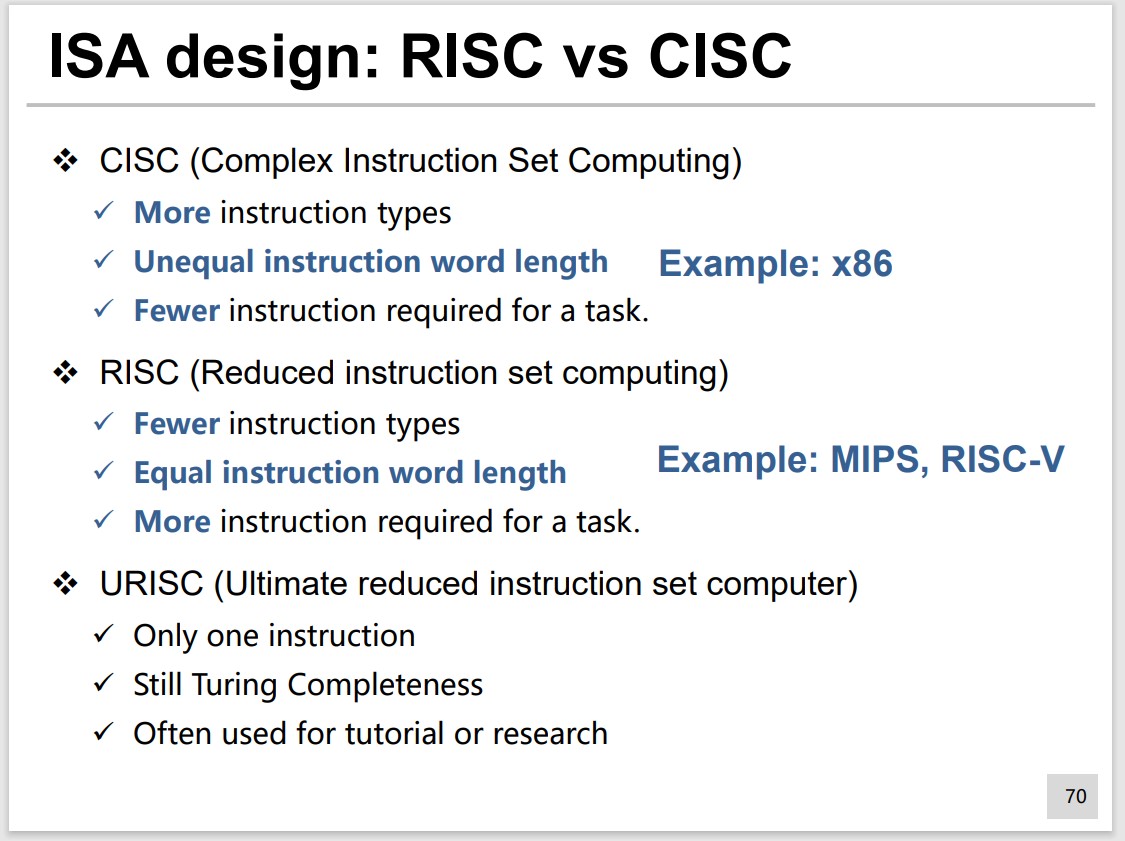 ISA design: RISC vs CISC
❖ CISC (Complex Instruction Set Computing)
✓ More instruction types
✓ Unequal instruction word length
Example: x86
✓ Fewer instruction required for a task.
❖ RISC (Reduced instruction set computing)
✓ Fewer instruction types
✓ Equal instruction word length
Example: MIPS, RISC-V
✓ More instruction required for a task.
❖ URISC (Ultimate reduced instruction set computer)
✓ Only one instruction
✓ Still Turing Completeness
✓ Often used for tutorial or research
70